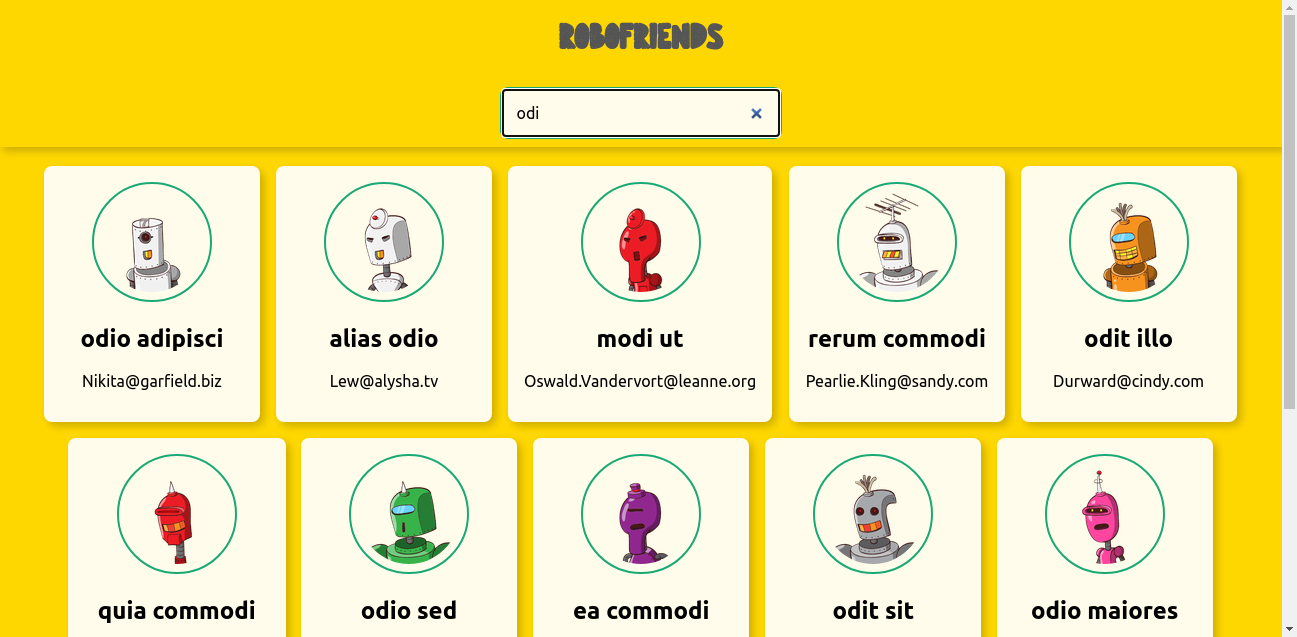 ROBOFRIENDS
odi
odio adipisci
Nikita@garfield.biz
alias odio
Lew@alysha.tv
modi ut
Oswald.Vandervort@leanne.org
rerum commodi
Pearlie.Kling@sandy.com
odit illo
Durward@cindy.com
quia commodi
odio sed
ea commodi
odit sit
odio maiores